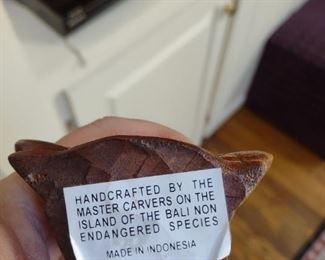 HANDCRAFTED BY THE
MASTER CARVERS ON THE
ISLAND OF THE BALI NON
ENDANGERED SPECIES
MADE IN INDONESIA